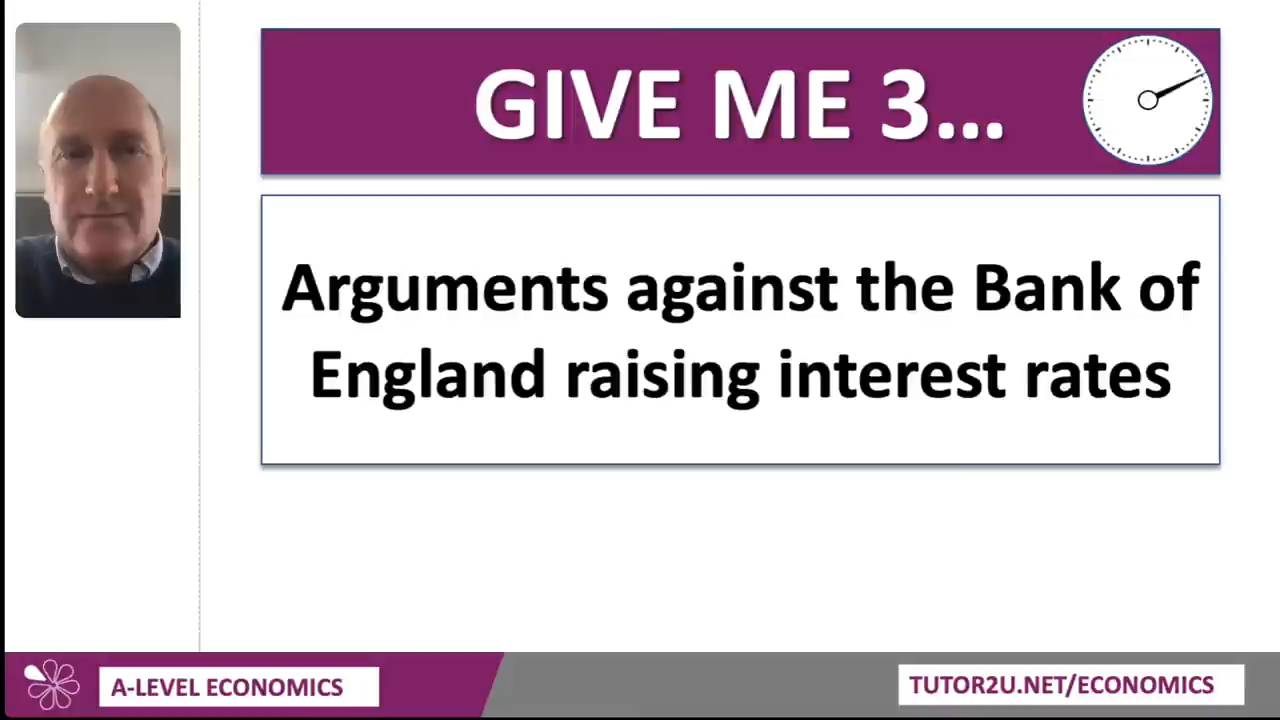 GIVE ME 3...
Arguments against the Bank of
England raising interest rates
A-LEVEL ECONOMICS
TUTOR2U.NET/ECONOMICS